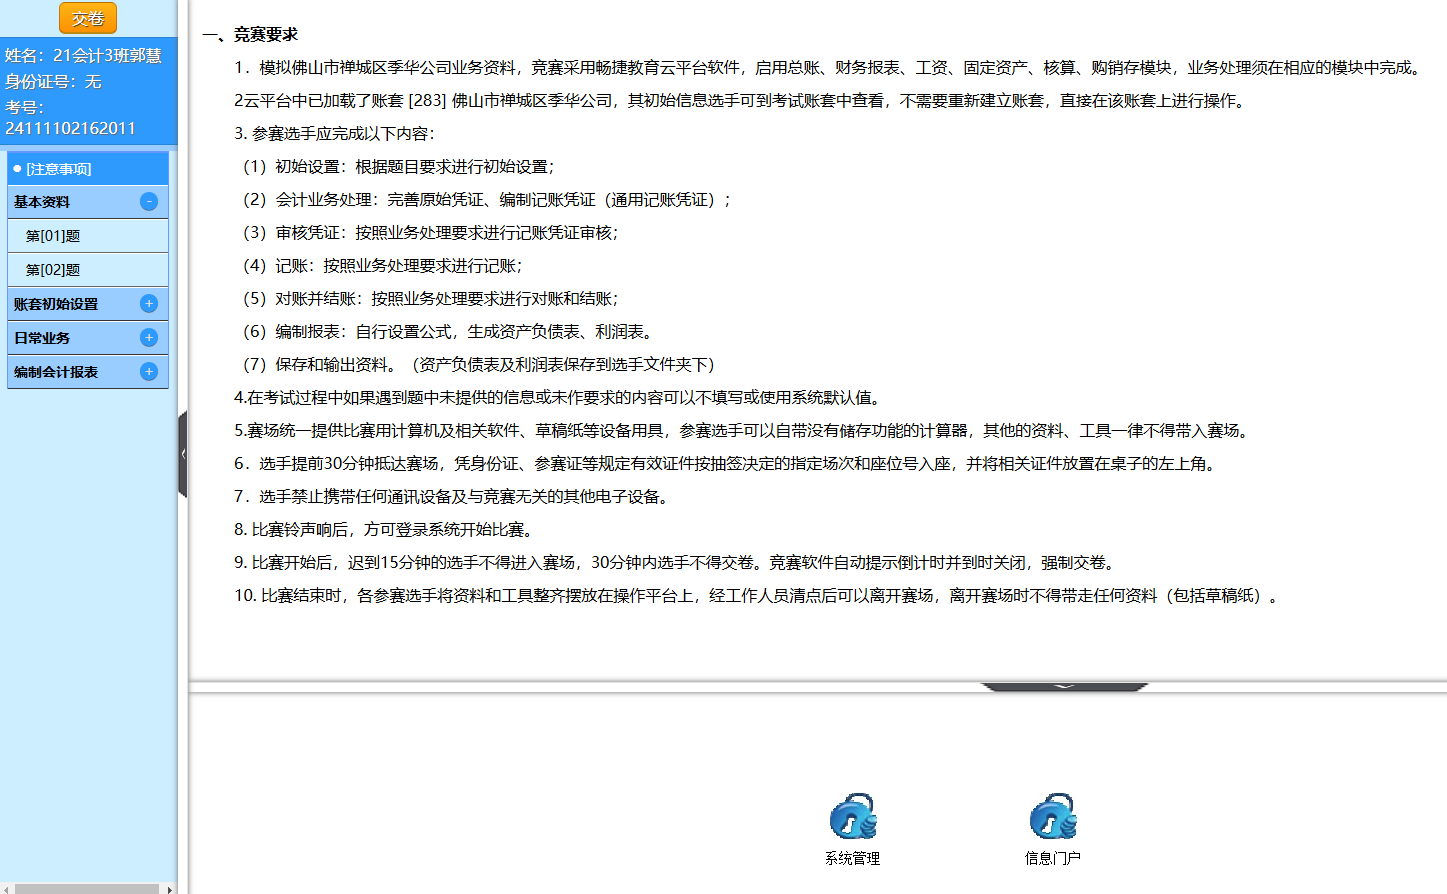 交卷
姓名：21会计3班郭慧
身份证号：无
考号：
24111102162011
[注意事项]
基本资料
第[01]题
第[02]题
账套初始设置
日常业务
编制会计报表
一、竞赛要求
1．模拟佛山市禅城区季华公司业务资料，竞赛采用畅捷教育云平台软件，启用总账、财务报表、工资、固定资产、核算、购销存模块，业务处理须在相应的模块中完成。
2云平台中已加载了账套 [283] 佛山市禅城区季华公司，其初始信息选手可到考试账套中查看，不需要重新建立账套，直接在该账套上进行操作。
3. 参赛选手应完成以下内容：
（1）初始设置：根据题目要求进行初始设置；
（2）会计业务处理：完善原始凭证、编制记账凭证（通用记账凭证）；
（3）审核凭证：按照业务处理要求进行记账凭证审核；
（4）记账：按照业务处理要求进行记账；
（5）对账并结账：按照业务处理要求进行对账和结账；
（6）编制报表：自行设置公式，生成资产负债表、利润表。
（7）保存和输出资料。（资产负债表及利润表保存到选手文件夹下）
4.在考试过程中如果遇到题中未提供的信息或未作要求的内容可以不填写或使用系统默认值。
5.赛场统一提供比赛用计算机及相关软件、草稿纸等设备用具，参赛选手可以自带没有储存功能的计算器，其他的资料、工具一律不得带入赛场。
6．选手提前30分钟抵达赛场，凭身份证、参赛证等规定有效证件按抽签决定的指定场次和座位号入座，并将相关证件放置在桌子的左上角。
7．选手禁止携带任何通讯设备及与竞赛无关的其他电子设备。
8. 比赛铃声响后，方可登录系统开始比赛。
9. 比赛开始后，迟到15分钟的选手不得进入赛场，30分钟内选手不得交卷。竞赛软件自动提示倒计时并到时关闭，强制交卷。
10. 比赛结束时，各参赛选手将资料和工具整齐摆放在操作平台上，经工作人员清点后可以离开赛场，离开赛场时不得带走任何资料（包括草稿纸）。
系统管理
信息门户